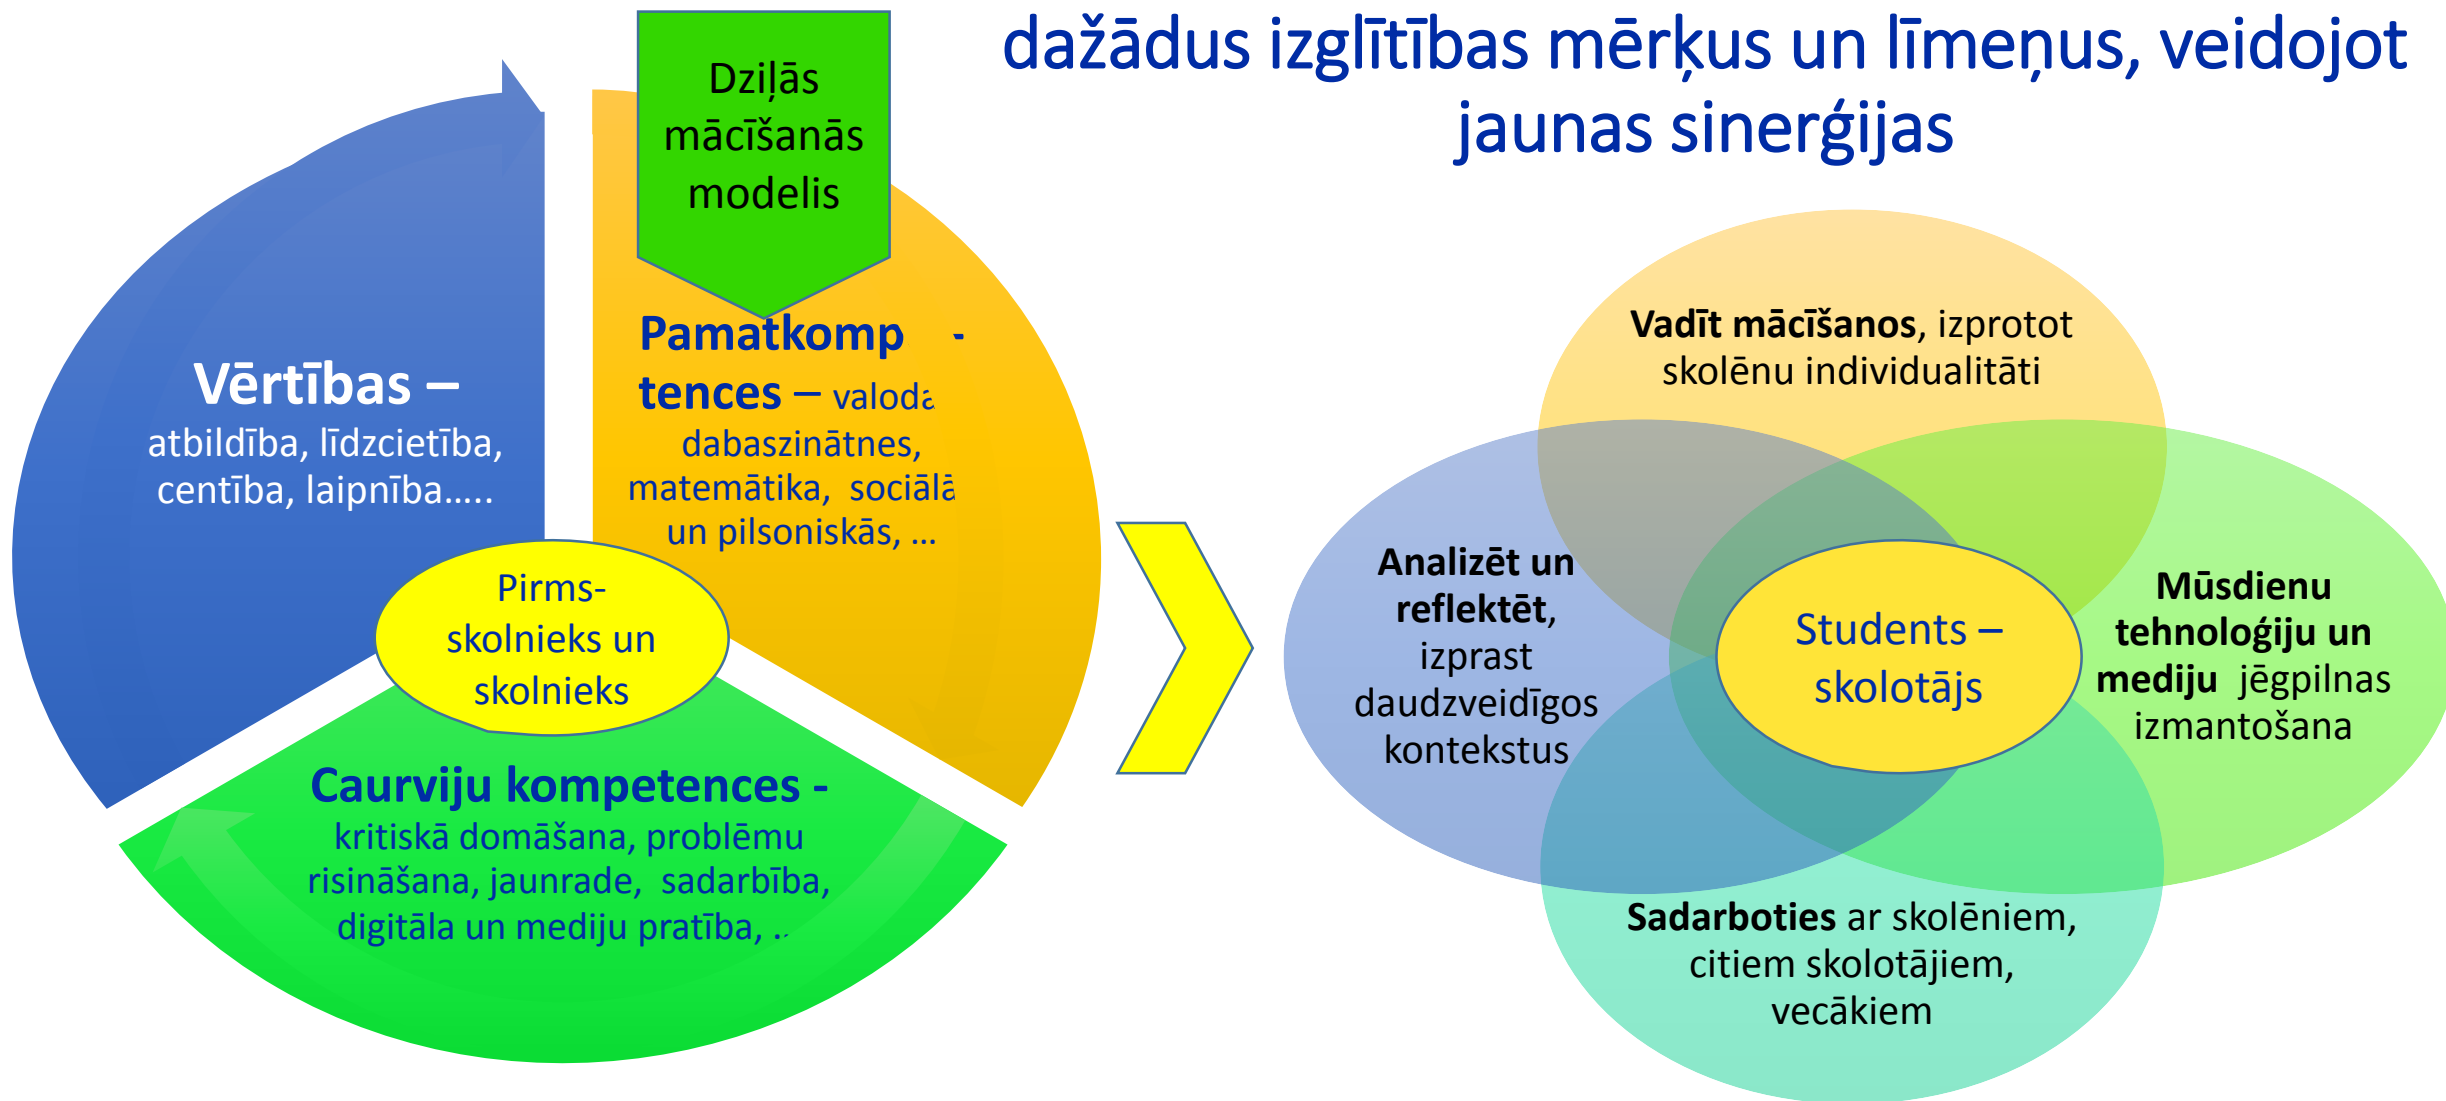 dažādus izglītības mērķus un līmeņus, veidojot
jaunas sinerģijas
Dziļās
mācīšanās
modelis
Vērtības –
atbildība, līdzcietība,
centība, laipnība…..
Pamatkomp -
tences – valoda
dabaszinātnes,
matemātika, sociālā
un pilsoniskās, …
Pirms-
skolnieks un
skolnieks
Caurviju kompetences -
kritiskā domāšana, problēmu
risināšana, jaunrade, sadarbība,
digitāla un mediju pratība, ..
Vadīt mācīšanos, izprotot
skolēnu individualitāti
Analizēt un
reflektēt,
izprast
daudzveidīgos
kontekstus
Students –
skolotājs
Mūsdienu
tehnoloģiju un
mediju jēgpilnas
izmantošana
Sadarboties ar skolēniem,
citiem skolotājiem,
vecākiem